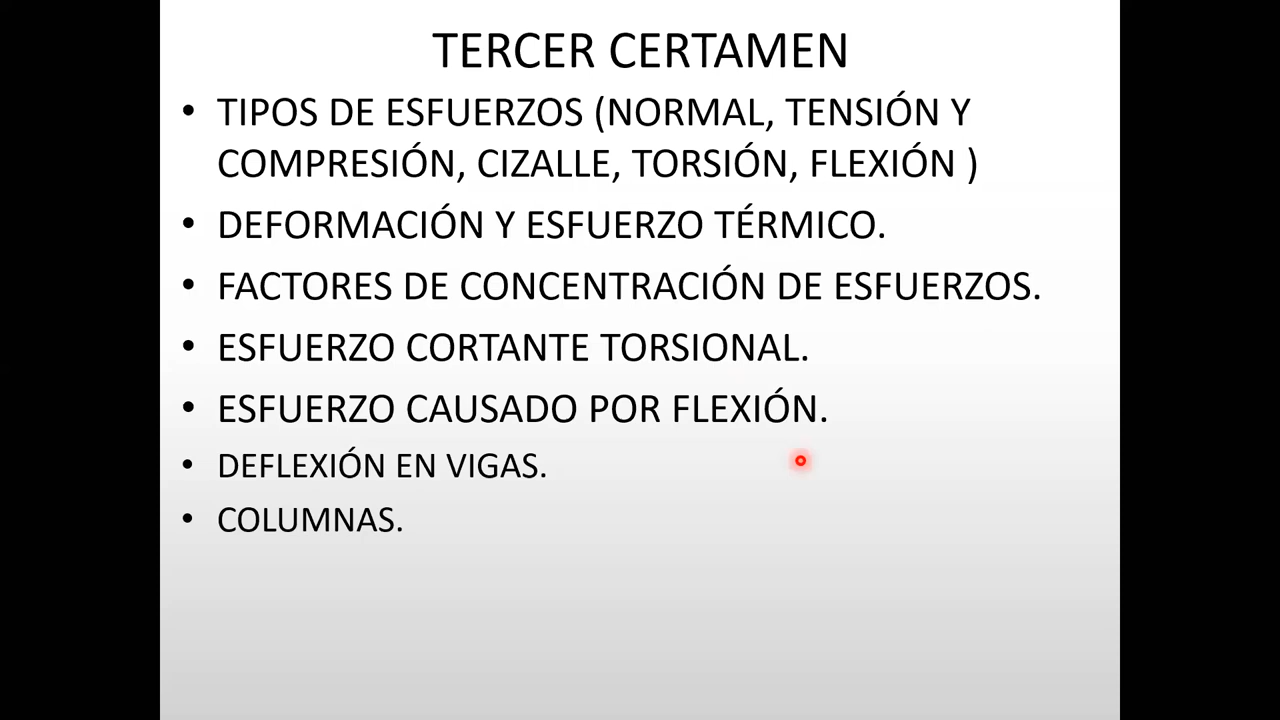 TERCER CERTAMEN
• TIPOS DE ESFUERZOS (NORMAL, TENSIÓN Y
COMPRESIÓN, CIZALLE, TORSIÓN, FLEXIÓN )
• DEFORMACIÓN Y ESFUERZO TÉRMICO.
• FACTORES DE CONCENTRACIÓN DE ESFUERZOS.
• ESFUERZO CORTANTE TORSIONAL.
• ESFUERZO CAUSADO POR FLEXIÓN.
• DEFLEXIÓN EN VIGAS.
• COLUMNAS.